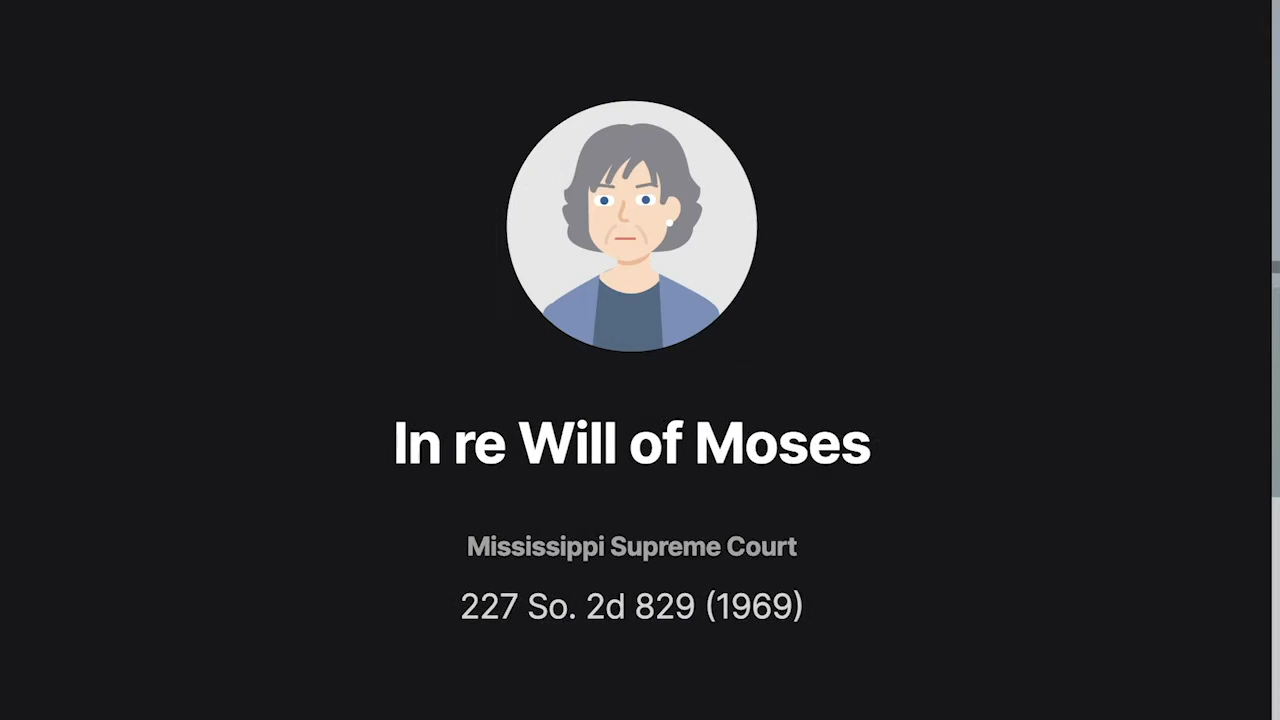 In re Will of Moses
Mississippi Supreme Court
227 So. 2d 829 (1969)